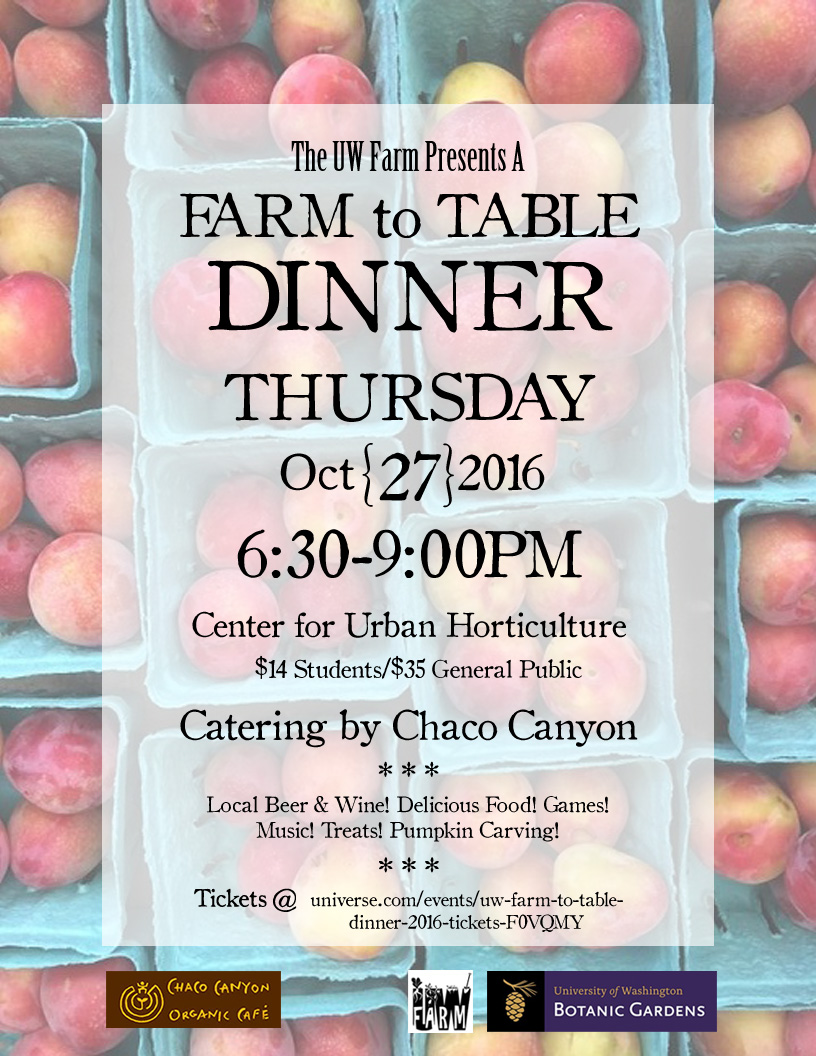 The UW Farm Presents A
FARM to TABLE
DINNER
THURSDAY
Oct {27} 2016
6:30-9:00PM
Center for Urban Horticulture
$14 Students/$35 General Public
Catering by Chaco Canyon
* * *
Local Beer & Wine! Delicious Food! Games!
Music! Treats! Pumpkin Carving!
* * *
Tickets @ universe.com/events/uw-farm-to-table-
dinner-2016-tickets-F0VQMY
CHACO CANYON
ORGANIC CAFÉ
FARM
University of Washington
BOTANIC GARDENS